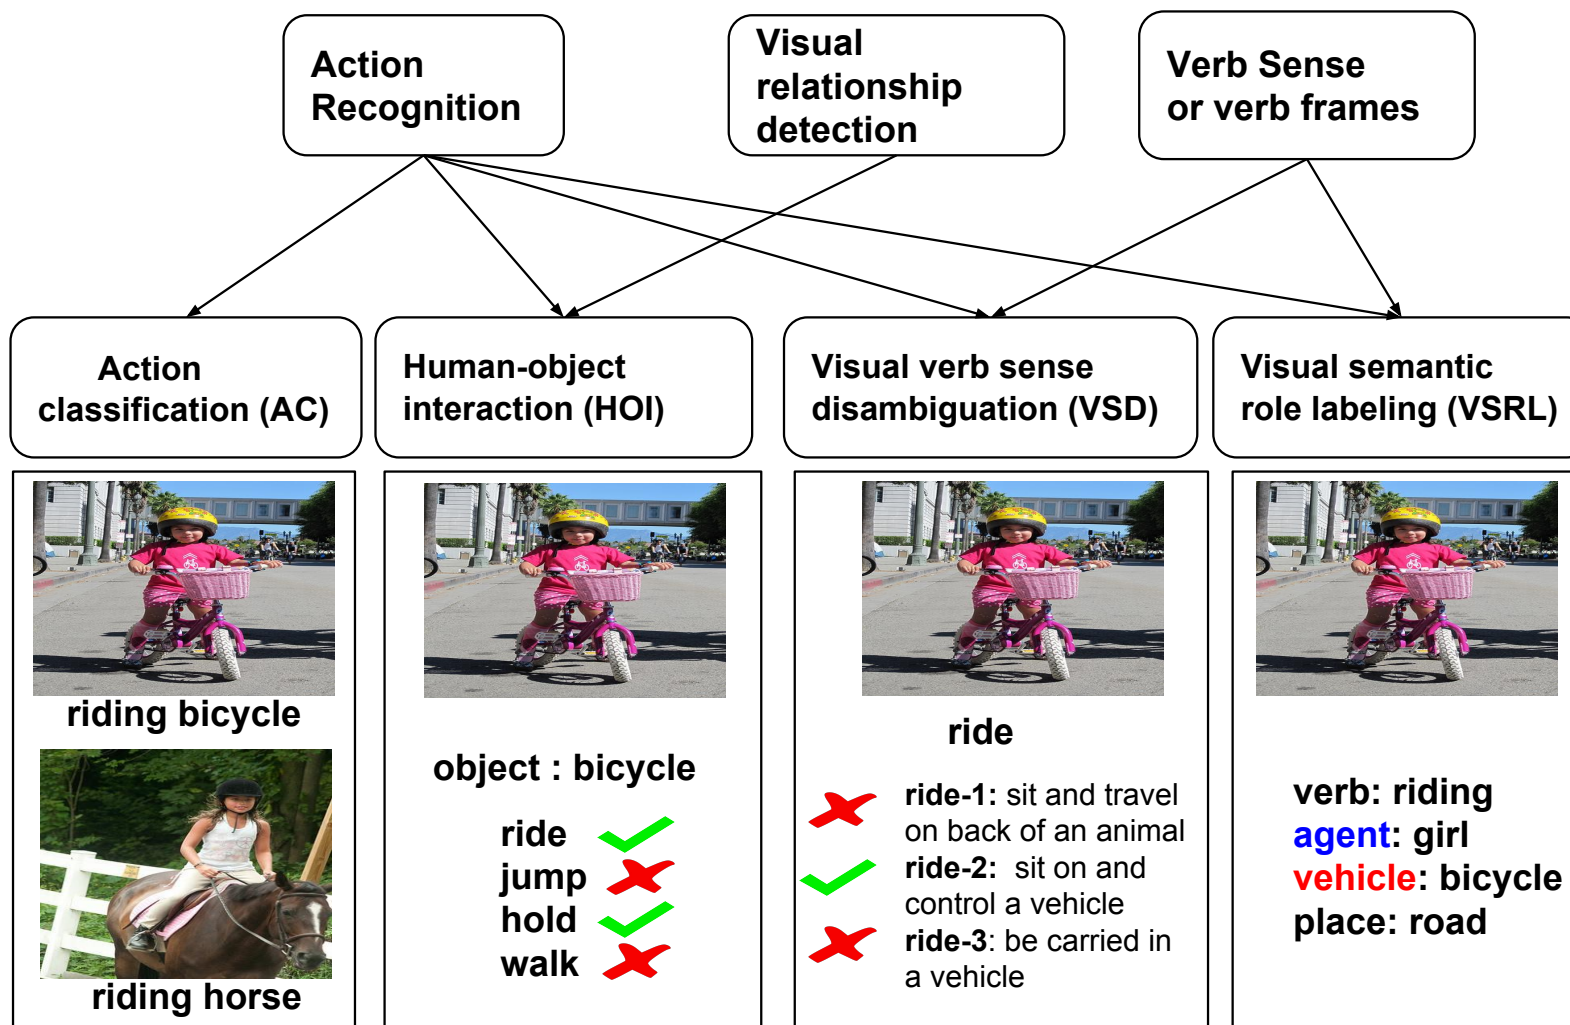 Action
Recognition
Visual
relationship
detection
Verb Sense
or verb frames
Action
classification (AC)
Human-object
interaction (HOI)
Visual verb sense
disambiguation (VSD)
Visual semantic
role labeling (VSRL)
riding bicycle
riding horse
object : bicycle
ride
jump
hold
walk
ride
ride-1: sit and travel
on back of an animal
ride-2: sit on and
control a vehicle
ride-3: be carried in
a vehicle
verb: riding
agent: girl
vehicle: bicycle
place: road